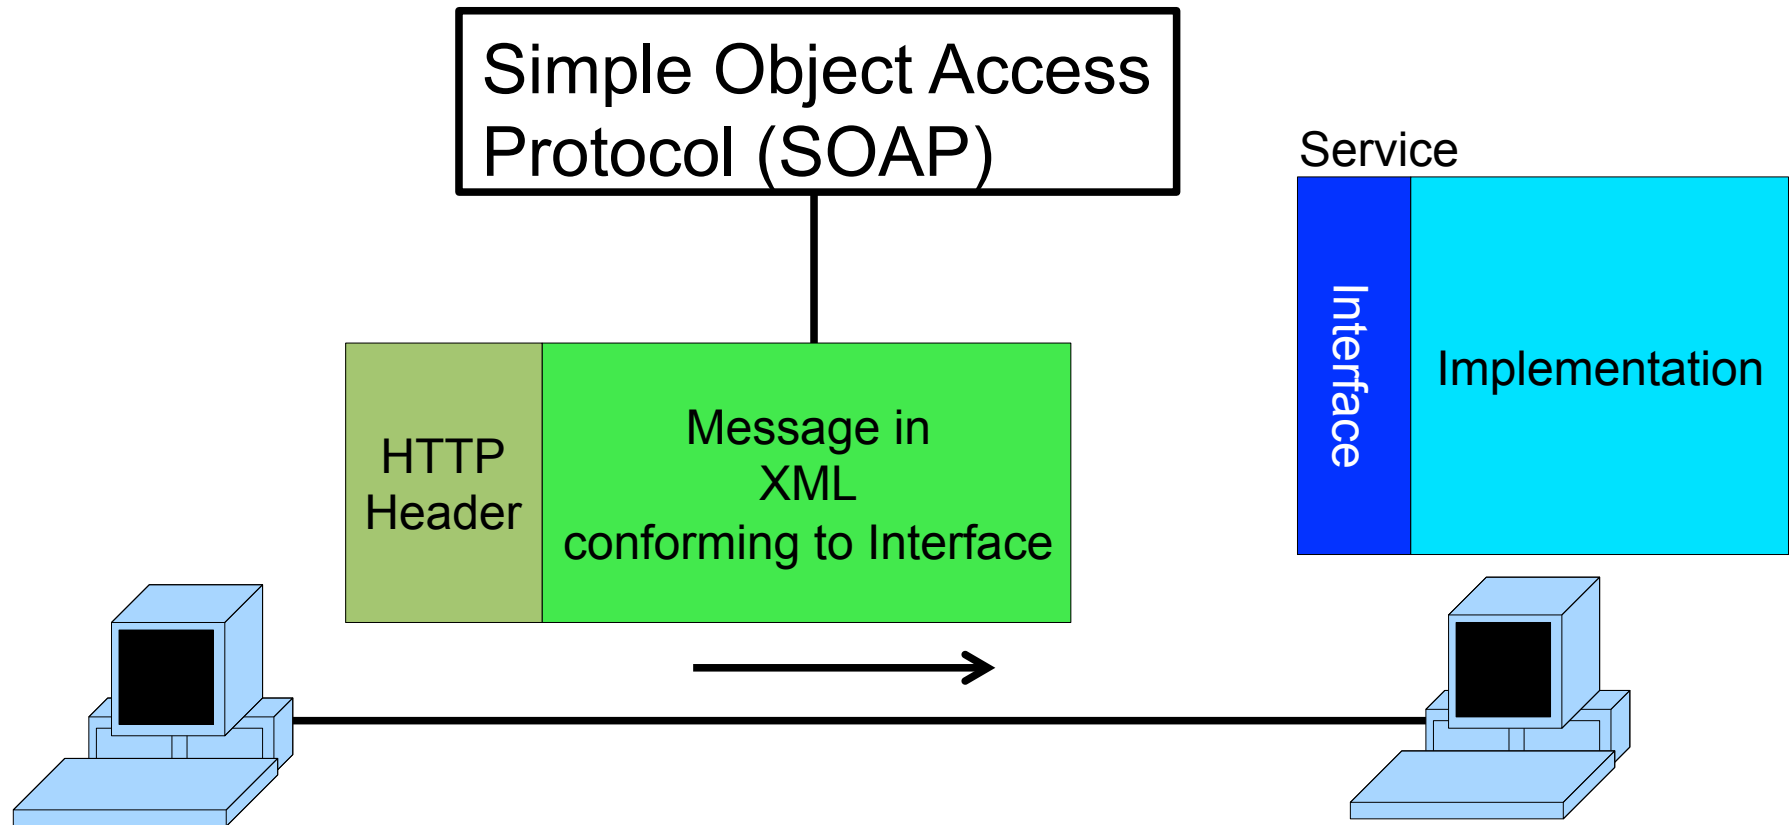 Simple Object Access
Protocol (SOAP)
Service
HTTP
Header
Message in
XML
conforming to Interface
Interface
Implementation